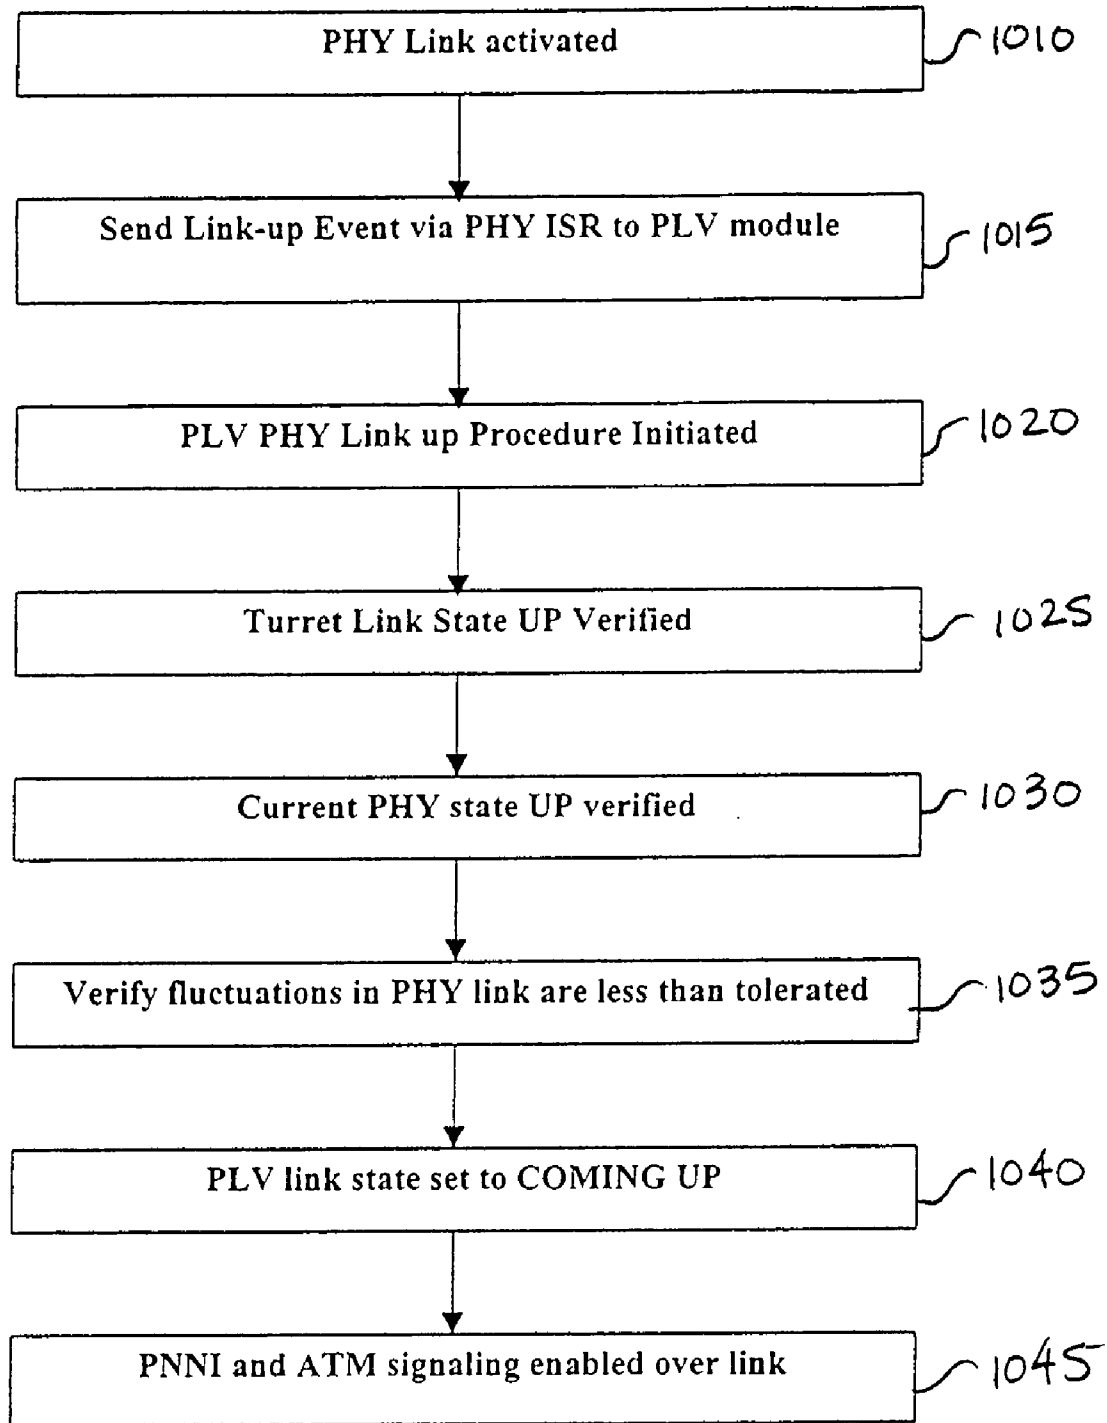 PHY Link activated
1010
Send Link-up Event via PHY ISR to PLV module
1015
PLV PHY Link up Procedure Initiated
1020
Turret Link State UP Verified
1025
Current PHY state UP verified
1030
Verify fluctuations in PHY link are less than tolerated
1035
PLV link state set to COMING UP
1040
PNNI and ATM signaling enabled over link
1045